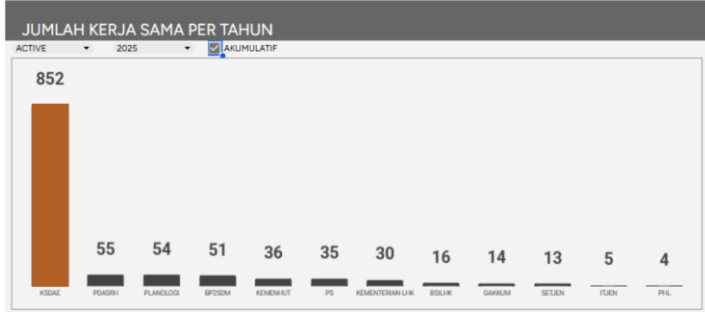 JUMLAH KERJA SAMA PER TAHUN
ACTIVE 2025 AKUMULATIF
852
55 54 51 36 35 30 16 14 13 5 4
KSDAE PDASRH PLANOLOGI BP2SDM KEMENHUT PS KEMENTERIAN LHK BSILHK GAKKUM SETJEN ITJEN PHL